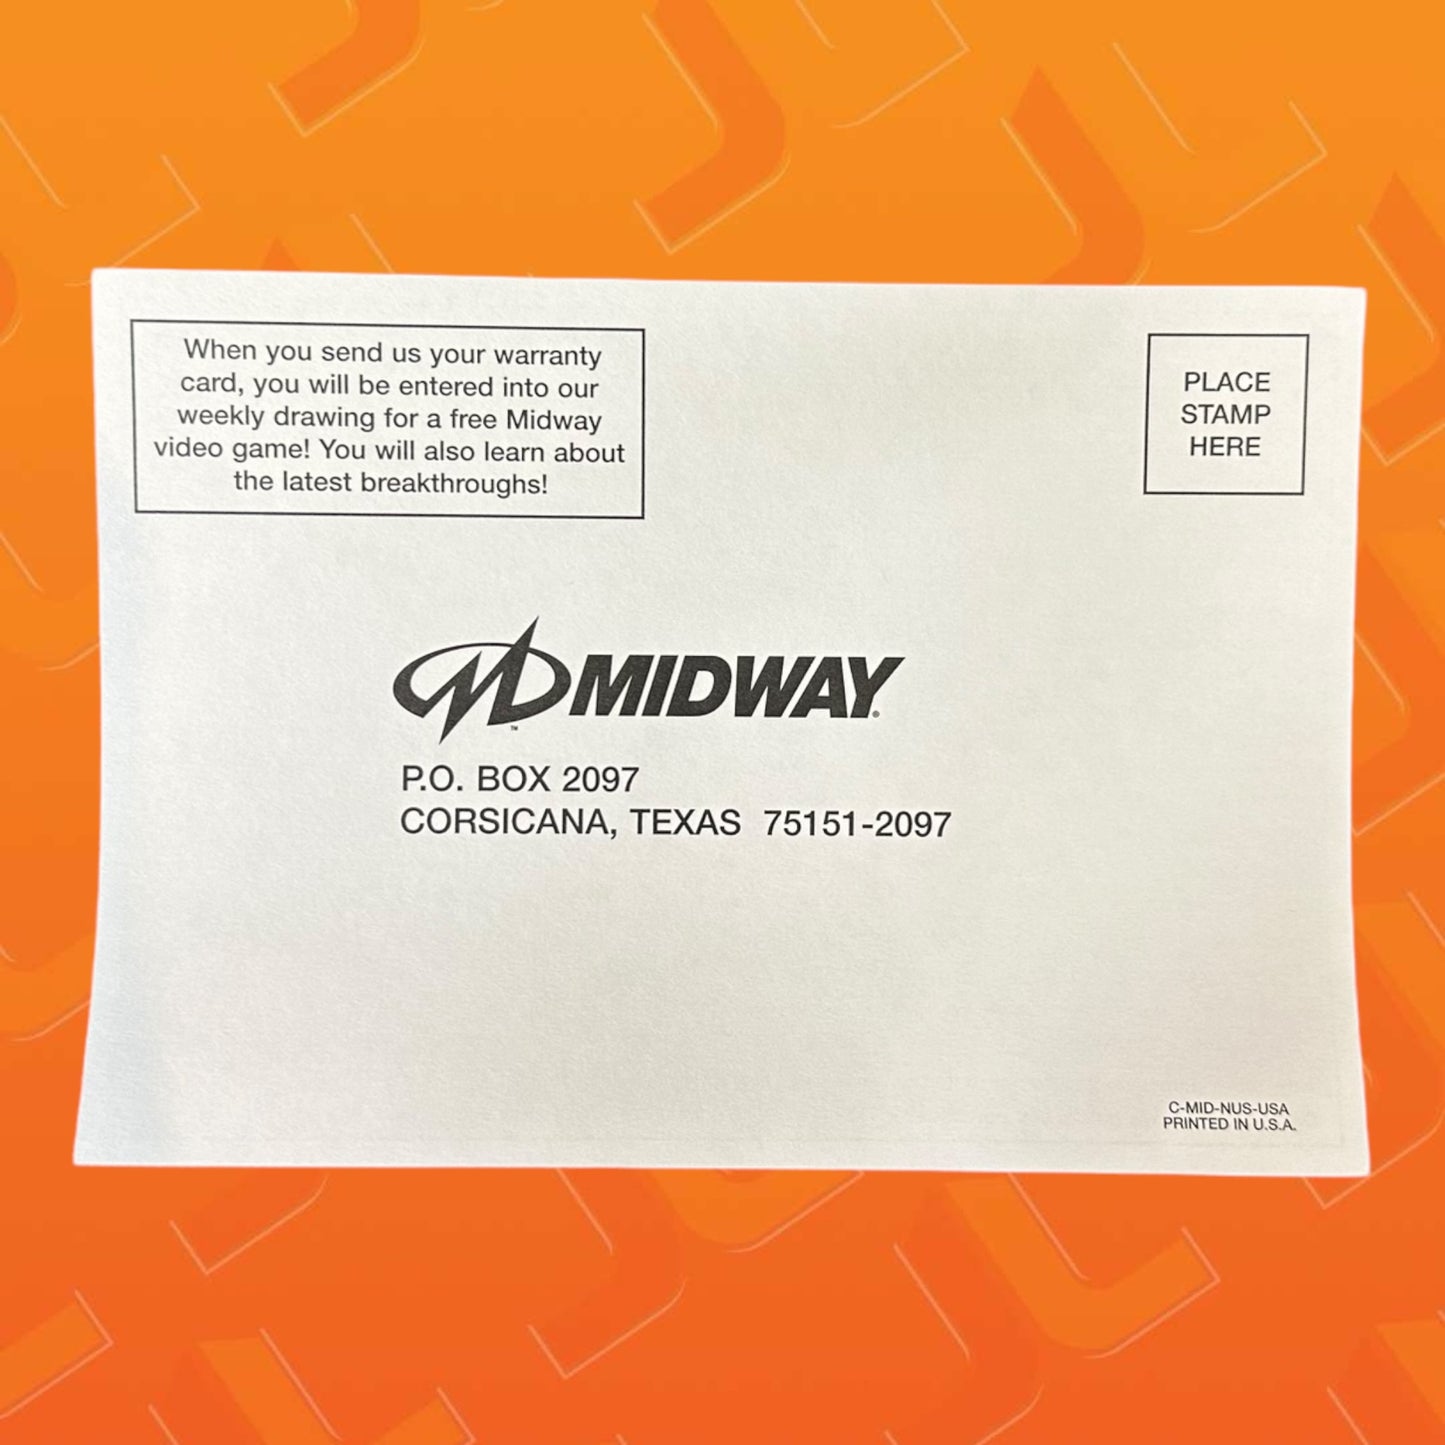 When you send us your warranty
card, you will be entered into our
weekly drawing for a free Midway
video game! You will also learn about
the latest breakthroughs!
PLACE
STAMP
HERE
MIDWAY®
™
P.O. BOX 2097
CORSICANA, TEXAS 75151-2097
C-MID-NUS-USA
PRINTED IN U.S.A.